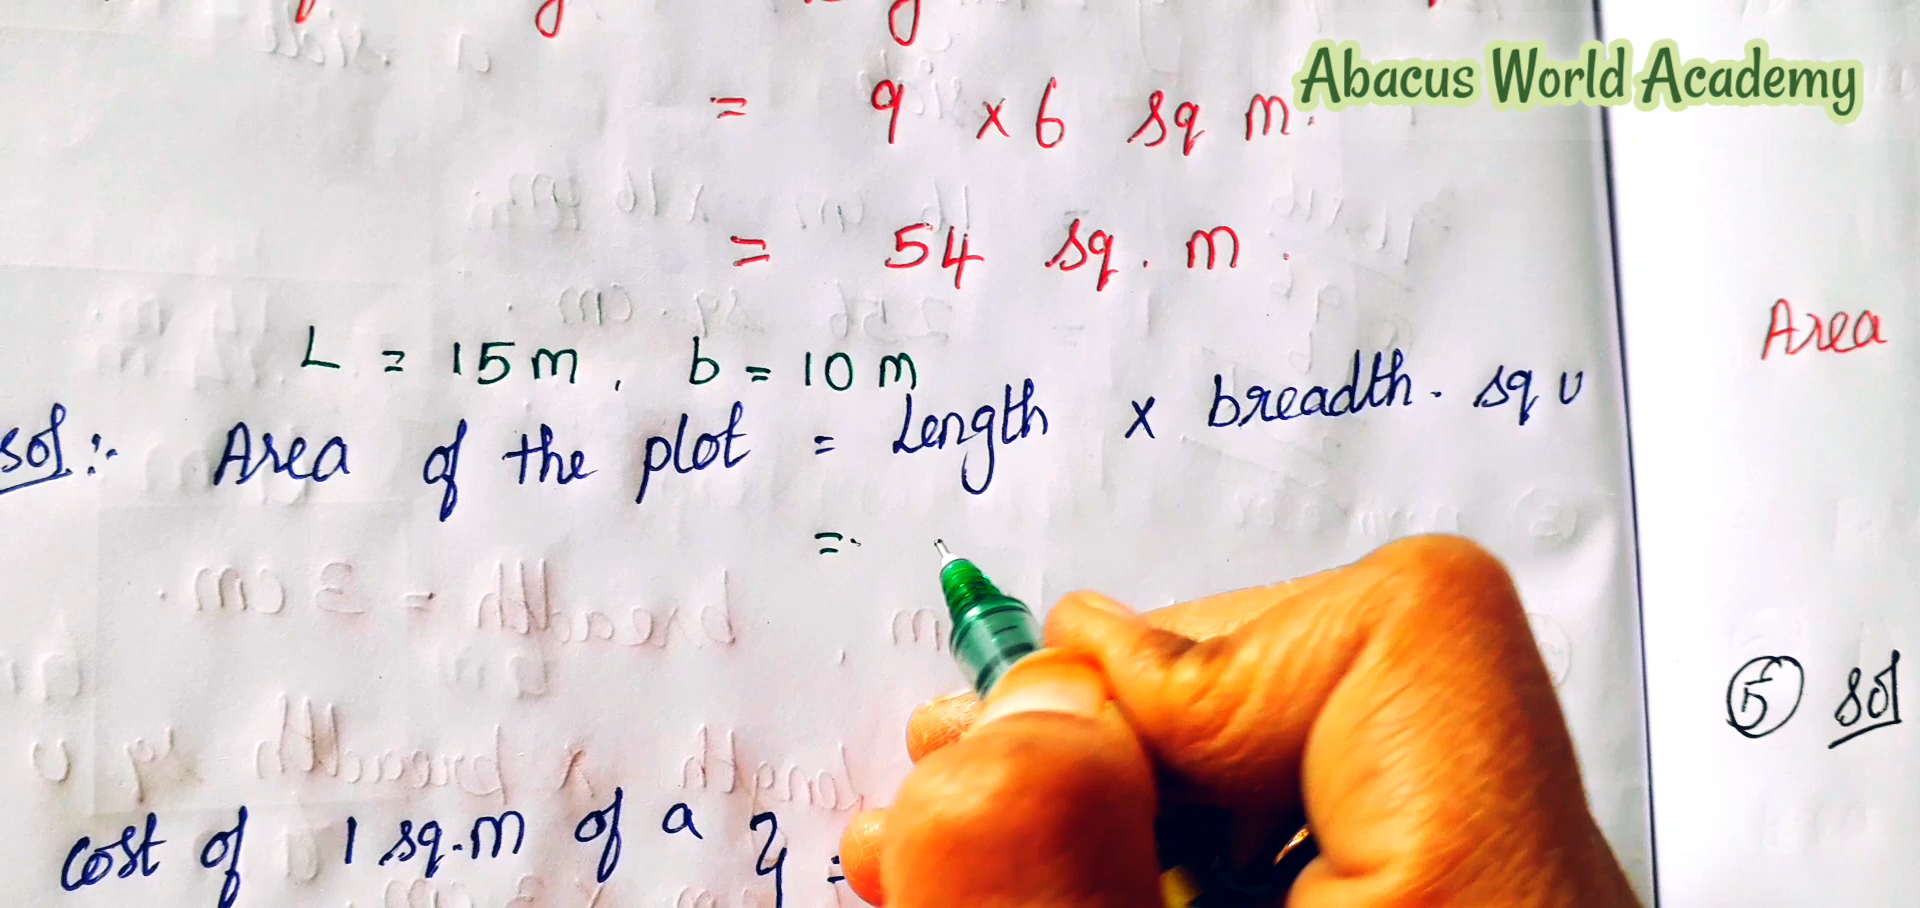 Abacus World Academy
= 9 x 6 sq m.
= 54 sq. m.
L = 15 m, b = 10 m
Sol:- Area of the plot = Length x breadth. sq u
=
cost of 1 sq.m of a
=
Area
5 Sol